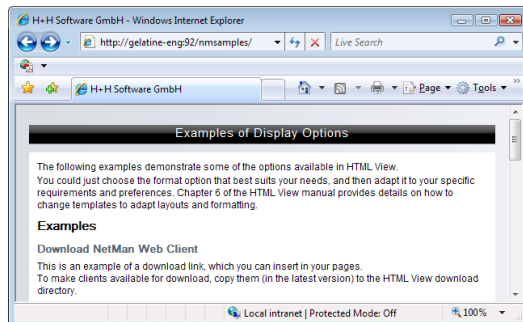 H+H Software GmbH - Windows Internet Explorer
http://gelatine-eng:92/nmsamples/
Live Search
H+H Software GmbH
Page
Tools
Examples of Display Options
The following examples demonstrate some of the options available in HTML View.
You could just choose the format option that best suits your needs, and then adapt it to your specific
requirements and preferences. Chapter 6 of the HTML View manual provides details on how to
change templates to adapt layouts and formatting.
Examples
Download NetMan Web Client
This is an example of a download link, which you can insert in your pages.
To make clients available for download, copy them (in the latest version) to the HTML View download
directory.
Local intranet | Protected Mode: Off
100%